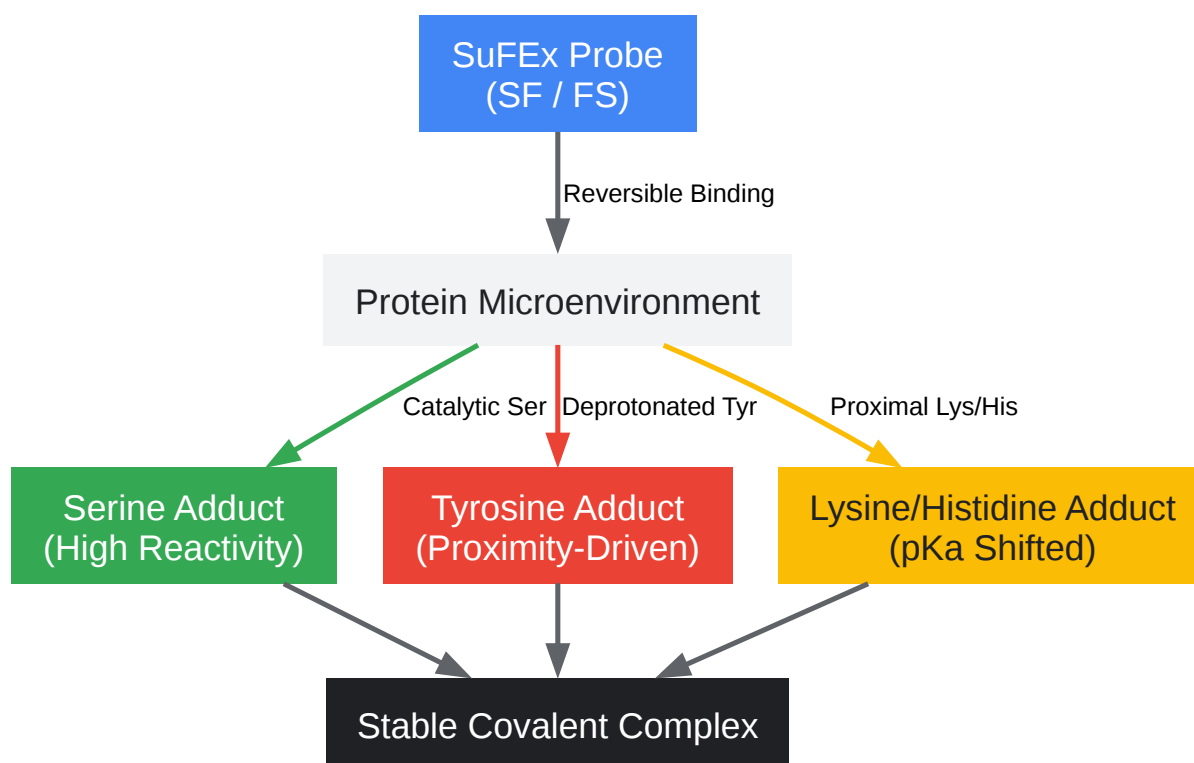 SuFEx Probe
(SF / FS)
Reversible Binding
Protein Microenvironment
Catalytic Ser
Deprotonated Tyr
Proximal Lys/His
Serine Adduct
(High Reactivity)
Tyrosine Adduct
(Proximity-Driven)
Lysine/Histidine Adduct
(pKa Shifted)
Stable Covalent Complex